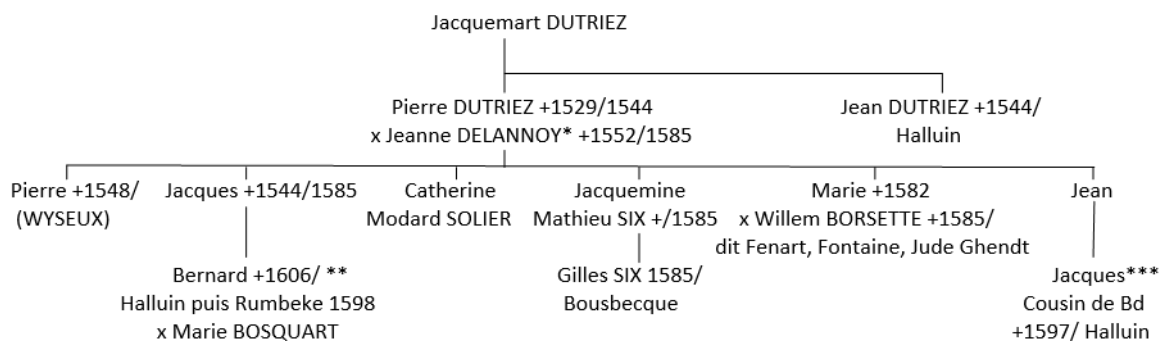 Jacquemart DUTRIEZ
Pierre DUTRIEZ +1529/1544
x Jeanne DELANNOY* +1552/1585
Jean DUTRIEZ +1544/
Halluin
Pierre +1548/
(WYSEUX)
Jacques +1544/1585
Catherine
Modard SOLIER
Jacquemine
Mathieu SIX +/1585
Marie +1582
x Willem BORSETTE +1585/
dit Fenart, Fontaine, Jude Ghendt
Jean
Bernard +1606/ **
Halluin puis Rumbeke 1598
x Marie BOSQUART
Gilles SIX 1585/
Bousbecque
Jacques***
Cousin de Bd
+1597/ Halluin